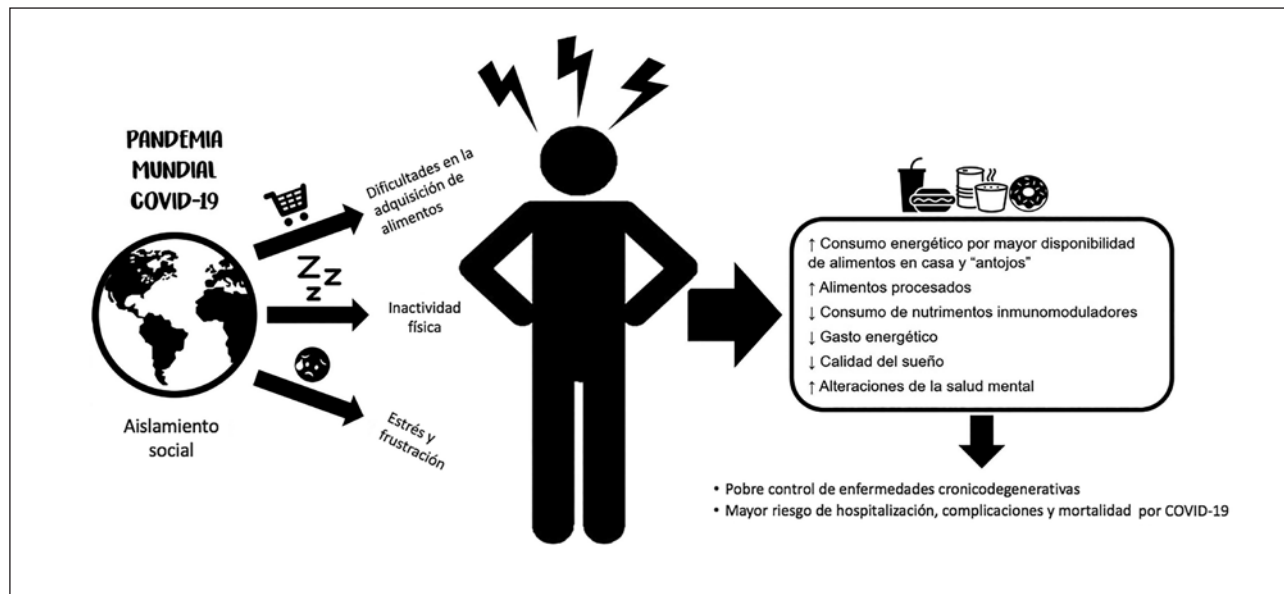 PANDEMIA
MUNDIAL
COVID-19
Aislamiento
social
Dificultades en la
adquisición de
alimentos
Z
Z
Z
Inactividad
física
Estrés y
frustración
↑ Consumo energético por mayor disponibilidad
de alimentos en casa y “antojos”
↑ Alimentos procesados
↓ Consumo de nutrimentos inmunomoduladores
↓ Gasto energético
↓ Calidad del sueño
↑ Alteraciones de la salud mental
• Pobre control de enfermedades cronicodegenerativas
• Mayor riesgo de hospitalización, complicaciones y mortalidad por COVID-19